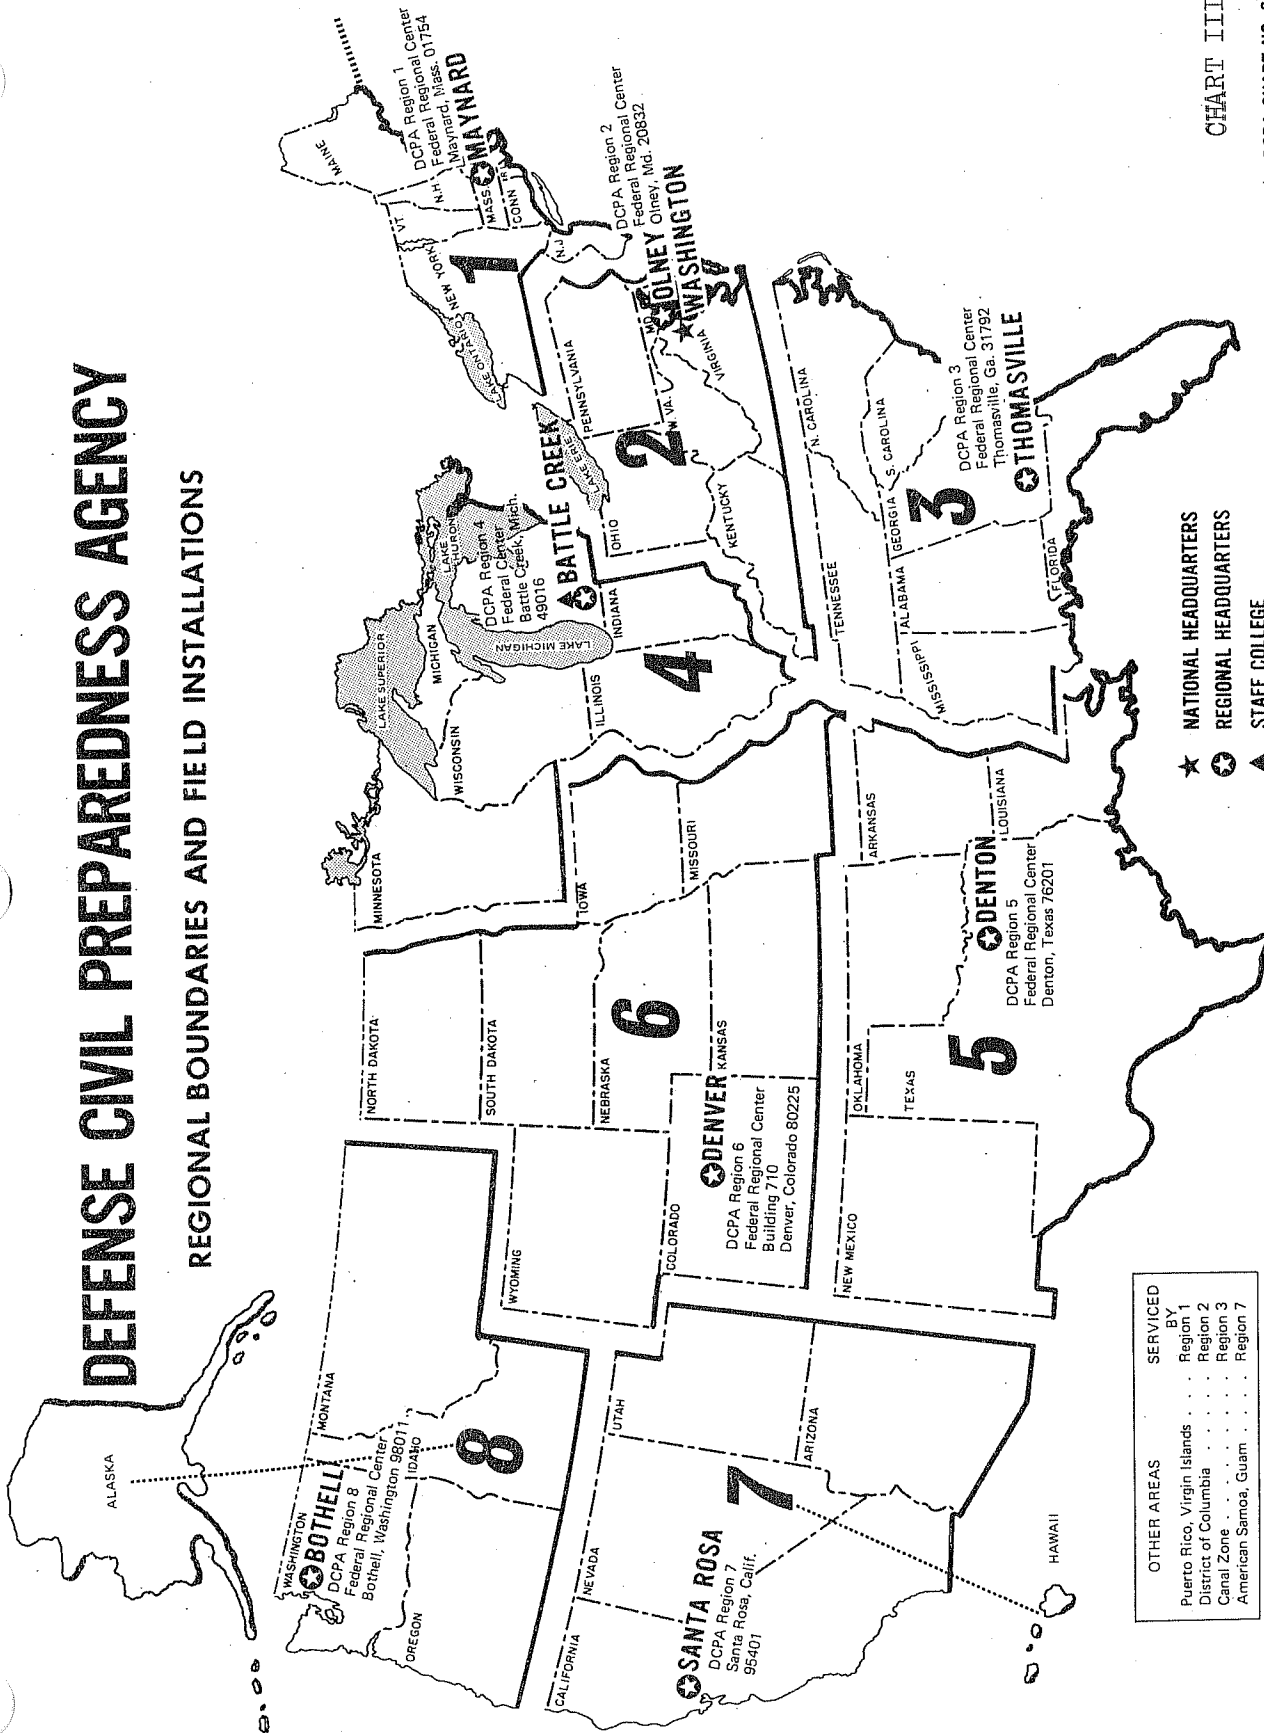 DEFENSE CIVIL PREPAREDNESS AGENCY
REGIONAL BOUNDARIES AND FIELD INSTALLATIONS
ALASKA
WASHINGTON
BOTHELL
DCPA Region 8
Federal Regional Center
Bothell, Washington 98011
MONTANA
IDAHO
OREGON
8
NORTH DAKOTA
SOUTH DAKOTA
NEBRASKA
WYOMING
COLORADO
KANSAS
IOWA
MISSOURI
6
DENVER
DCPA Region 6
Federal Regional Center
Building 710
Denver, Colorado 80225
CALIFORNIA
NEVADA
UTAH
ARIZONA
7
SANTA ROSA
DCPA Region 7
Santa Rosa, Calif.
95401
HAWAII
NEW MEXICO
OKLAHOMA
TEXAS
ARKANSAS
LOUISIANA
5
DENTON
DCPA Region 5
Federal Regional Center
Denton, Texas 76201
MINNESOTA
WISCONSIN
MICHIGAN
ILLINOIS
INDIANA
LAKE SUPERIOR
LAKE MICHIGAN
LAKE HURON
4
DCPA Region 4
Federal Center
Battle Creek, Mich.
49016
BATTLE CREEK
LAKE ERIE
OHIO
KENTUCKY
PENNSYLVANIA
W. VA.
VIRGINIA
MD.
2
DCPA Region 2
Federal Regional Center
Olney, Md. 20832
OLNEY
WASHINGTON
MAINE
N.H
VT.
MASS.
CONN
R.I.
NEW YORK
LAKE ONTARIO
N.J.
1
DCPA Region 1
Federal Regional Center
Maynard, Mass. 01754
MAYNARD
TENNESSEE
N. CAROLINA
S. CAROLINA
GEORGIA
ALABAMA
MISSISSIPPI
FLORIDA
3
DCPA Region 3
Federal Regional Center
Thomasville, Ga. 31792
THOMASVILLE
NATIONAL HEADQUARTERS
REGIONAL HEADQUARTERS
STAFF COLLEGE
OTHER AREAS SERVICED BY
Puerto Rico, Virgin Islands . . . Region 1
District of Columbia . . . . . Region 2
Canal Zone . . . . . . . . Region 3
American Samoa, Guam . . . . Region 7
CHART III
DCPA CHART NO.